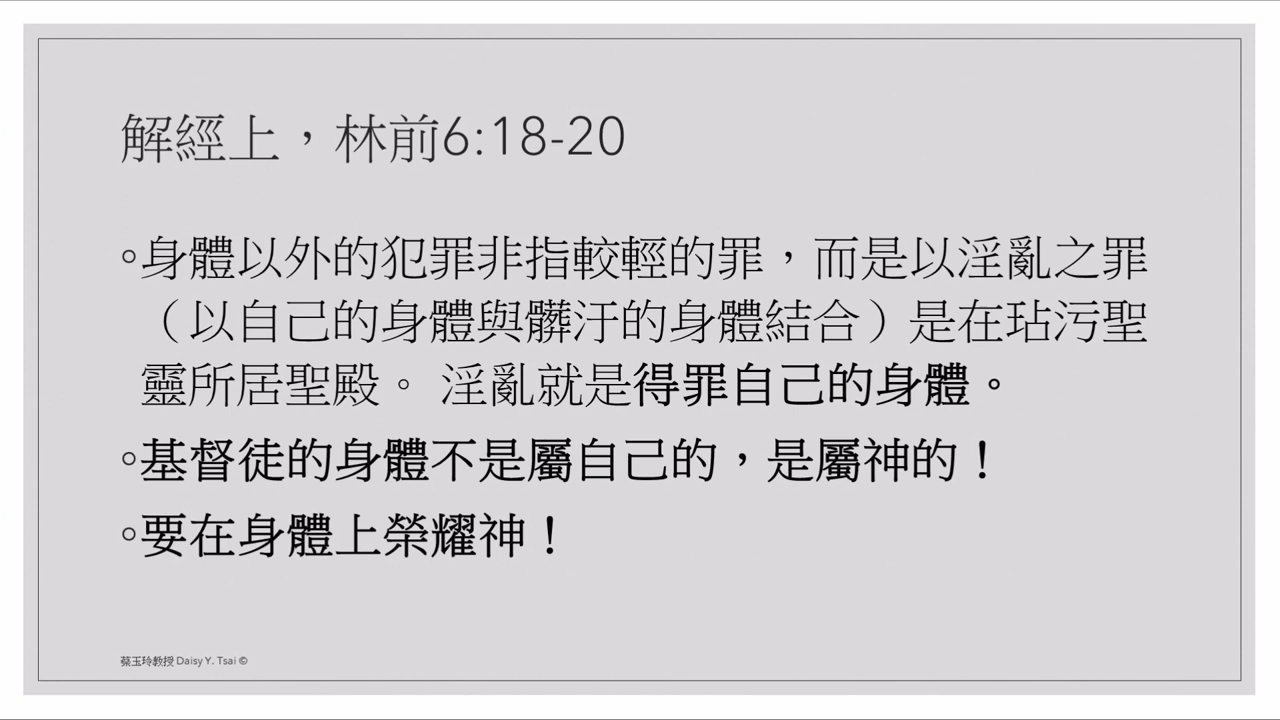 解經上，林前6:18-20
◦身體以外的犯罪非指較輕的罪，而是以淫亂之罪
（以自己的身體與髒汙的身體結合）是在玷污聖
靈所居聖殿。 淫亂就是得罪自己的身體。
◦基督徒的身體不是屬自己的，是屬神的！
◦要在身體上榮耀神！
蔡玉玲教授 Daisy Y. Tsai ©